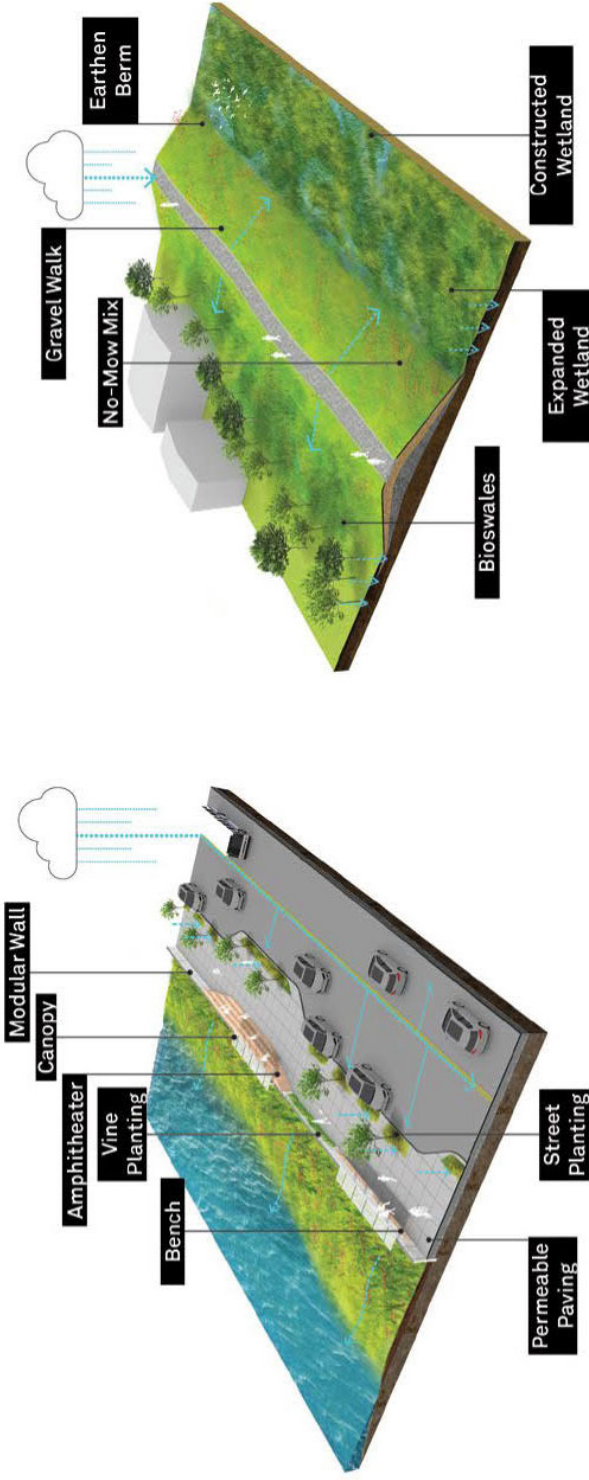 Modular Wall
Canopy
Amphitheater
Vine
Planting
Bench
Permeable
Paving
Street
Planting
Earthen
Berm
Gravel Walk
No-Mow Mix
Bioswales
Expanded
Wetland
Constructed
Wetland